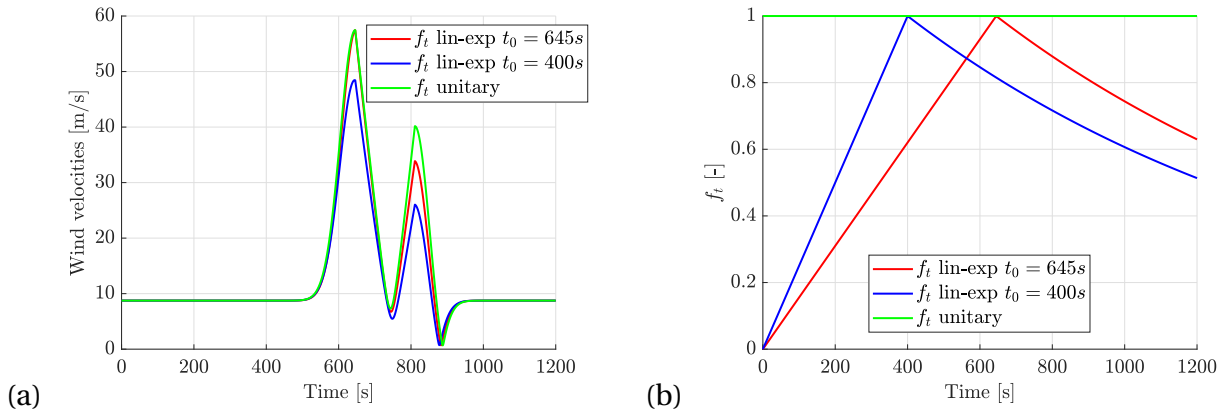 60
50
40
30
20
10
0
Wind velocities [m/s]
f_t lin-exp t_0 = 645s
f_t lin-exp t_0 = 400s
f_t unitary
0 200 400 600 800 1000 1200
Time [s]
(a)
1
0.8
0.6
0.4
0.2
0
f_t [-]
f_t lin-exp t_0 = 645s
f_t lin-exp t_0 = 400s
f_t unitary
0 200 400 600 800 1000 1200
Time [s]
(b)